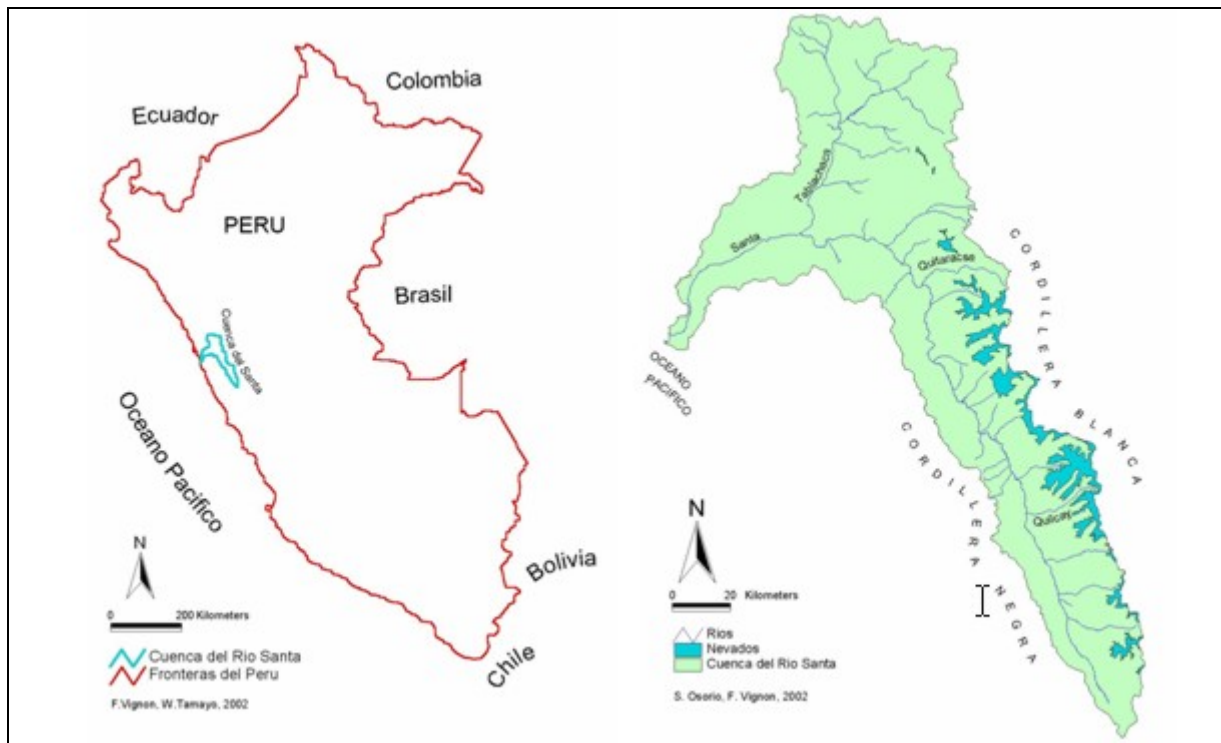 Colombia
Ecuador
PERU
Brasil
Cuenca del Santa
Oceano Pacifico
Bolivia
Chile
N
0 200 Kilometers
Cuenca del Rio Santa
Fronteras del Peru
F.Vignon, W.Tamayo, 2002
Tablachaca
Santa
Quitaracse
CORDILLERA BLANCA
OCEANO
PACIFICO
CORDILLERA NEGRA
Quilcay
N
0 20 Kilometers
Rios
Nevados
Cuenca del Rio Santa
S. Osorio, F. Vignon, 2002